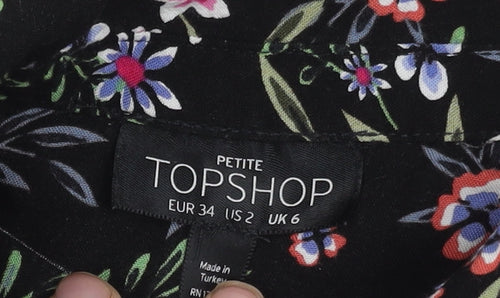 PETITE
TOPSHOP
EUR 34 US 2 UK 6
Made in
Turkey